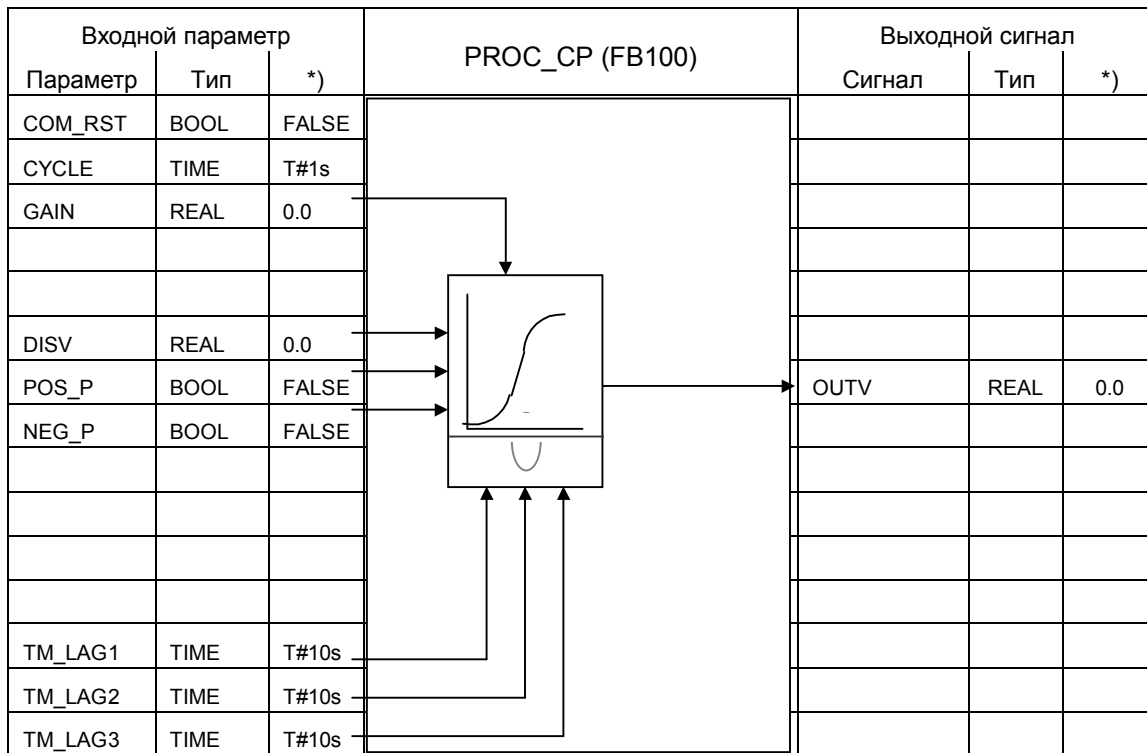 Входной параметр PROC_CP (FB100) Выходной сигнал
Параметр Тип *) Сигнал Тип *)
COM_RST BOOL FALSE
CYCLE TIME T#1s
GAIN REAL 0.0
DISV REAL 0.0
POS_P BOOL FALSE OUTV REAL 0.0
NEG_P BOOL FALSE
TM_LAG1 TIME T#10s
TM_LAG2 TIME T#10s
TM_LAG3 TIME T#10s